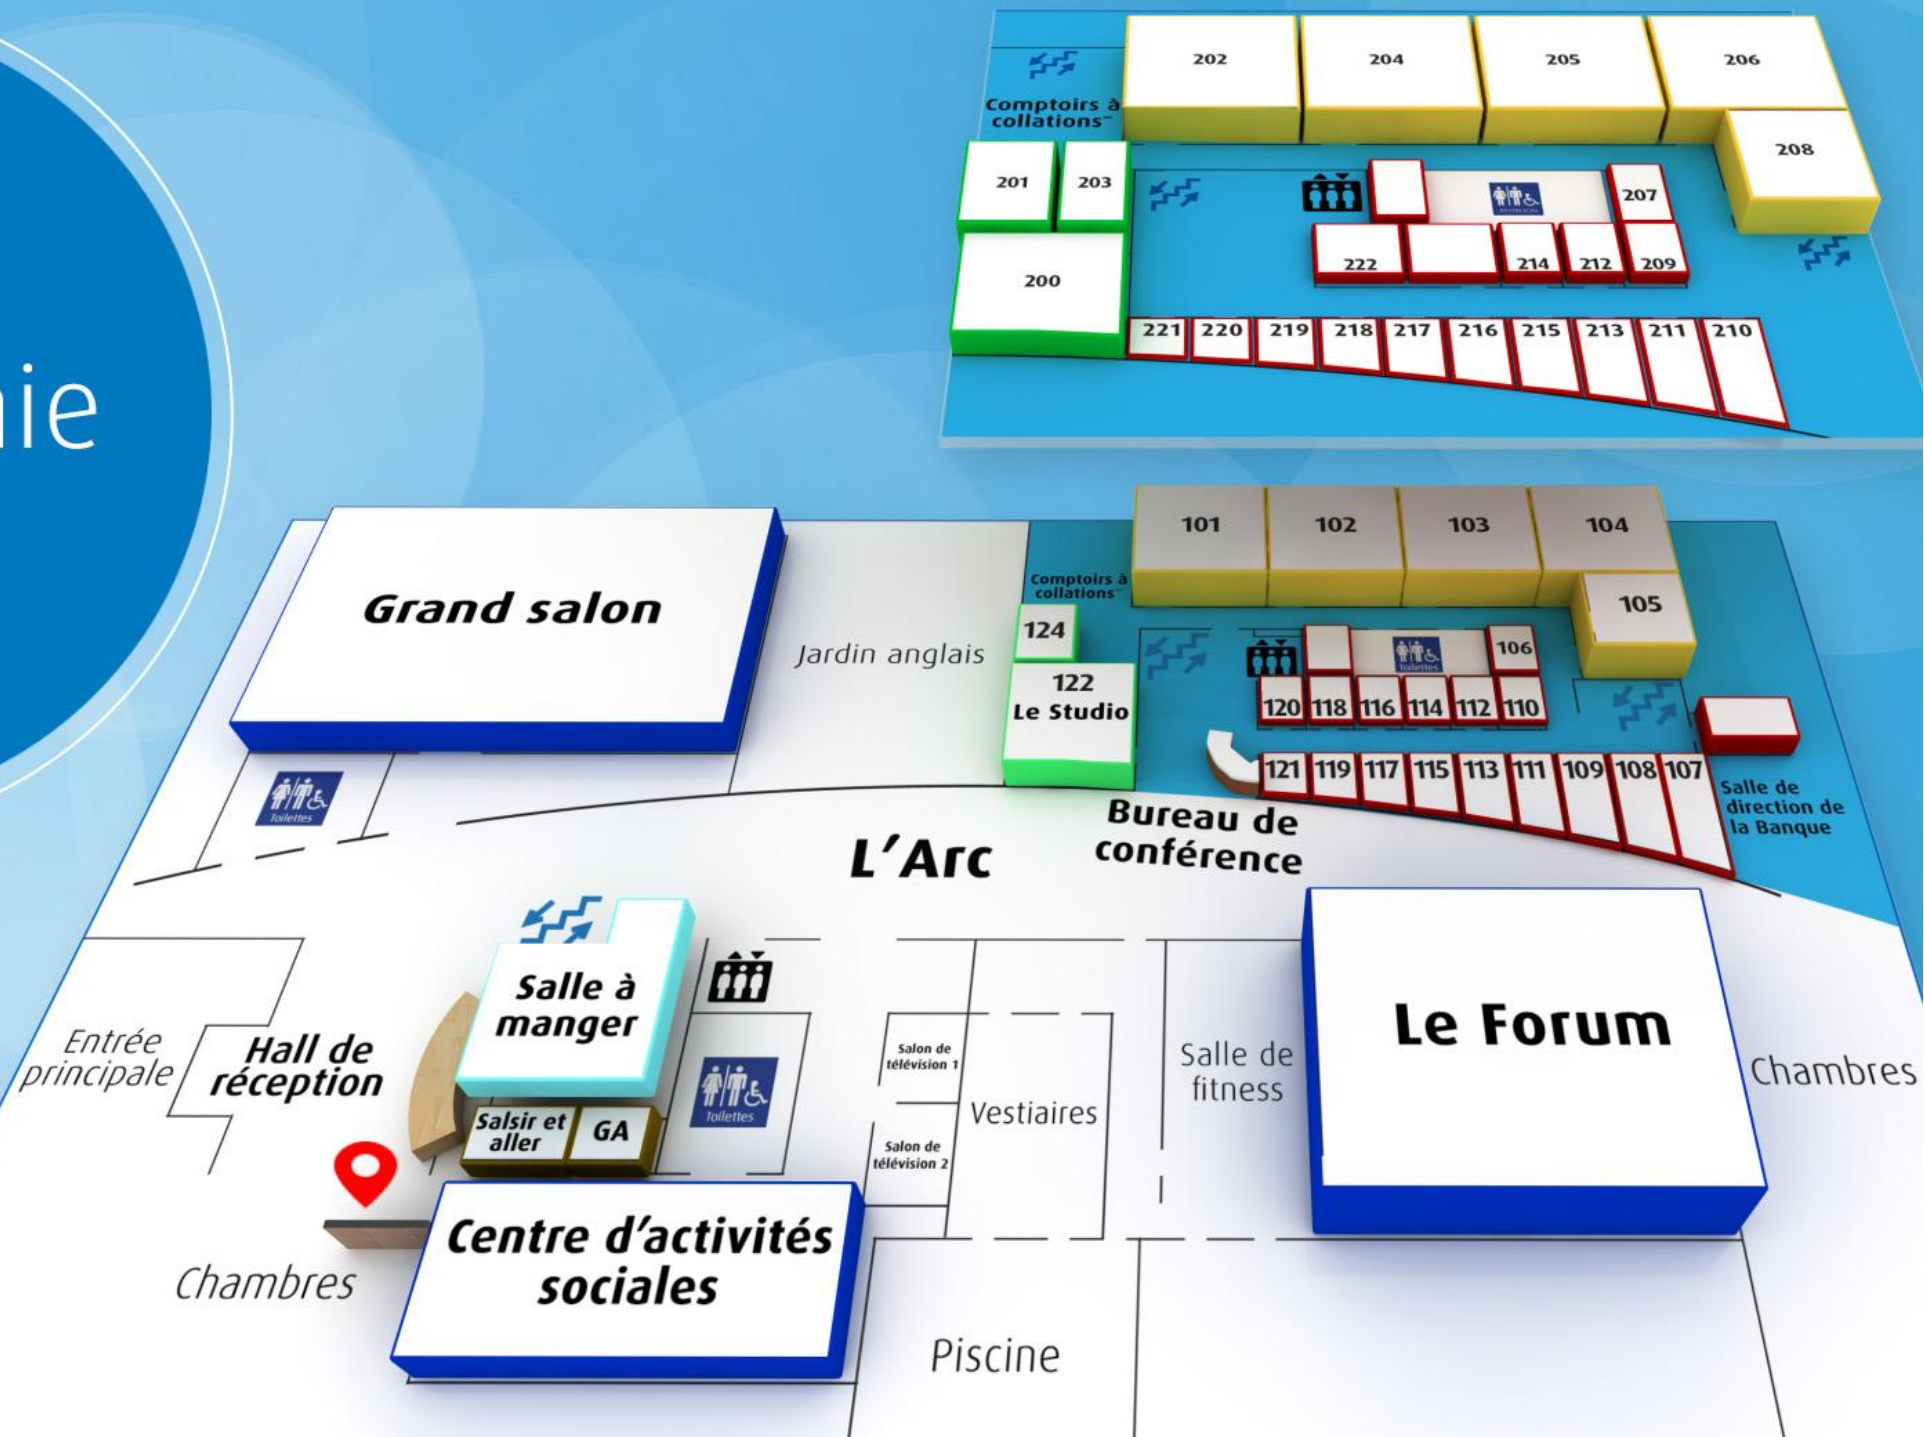 nie
202
204
205
206
Comptoirs à
collations
208
201
203
207
222
214
212
209
200
221
220
219
218
217
216
215
213
211
210
101
102
103
104
Grand salon
Jardin anglais
Comptoirs à
collations
105
124
Toilettes
106
122
Le Studio
120
118
116
114
112
110
121
119
117
115
113
111
109
108
107
Salle de
direction de
la Banque
Toilettes
Bureau de
conférence
L'Arc
Salle à
manger
Le Forum
Entrée
principale
Hall de
réception
Salon de
télévision 1
Salle de
fitness
Chambres
Toilettes
Vestiaires
Salsir et
aller
GA
Salon de
télévision 2
Centre d'activités
sociales
Chambres
Piscine